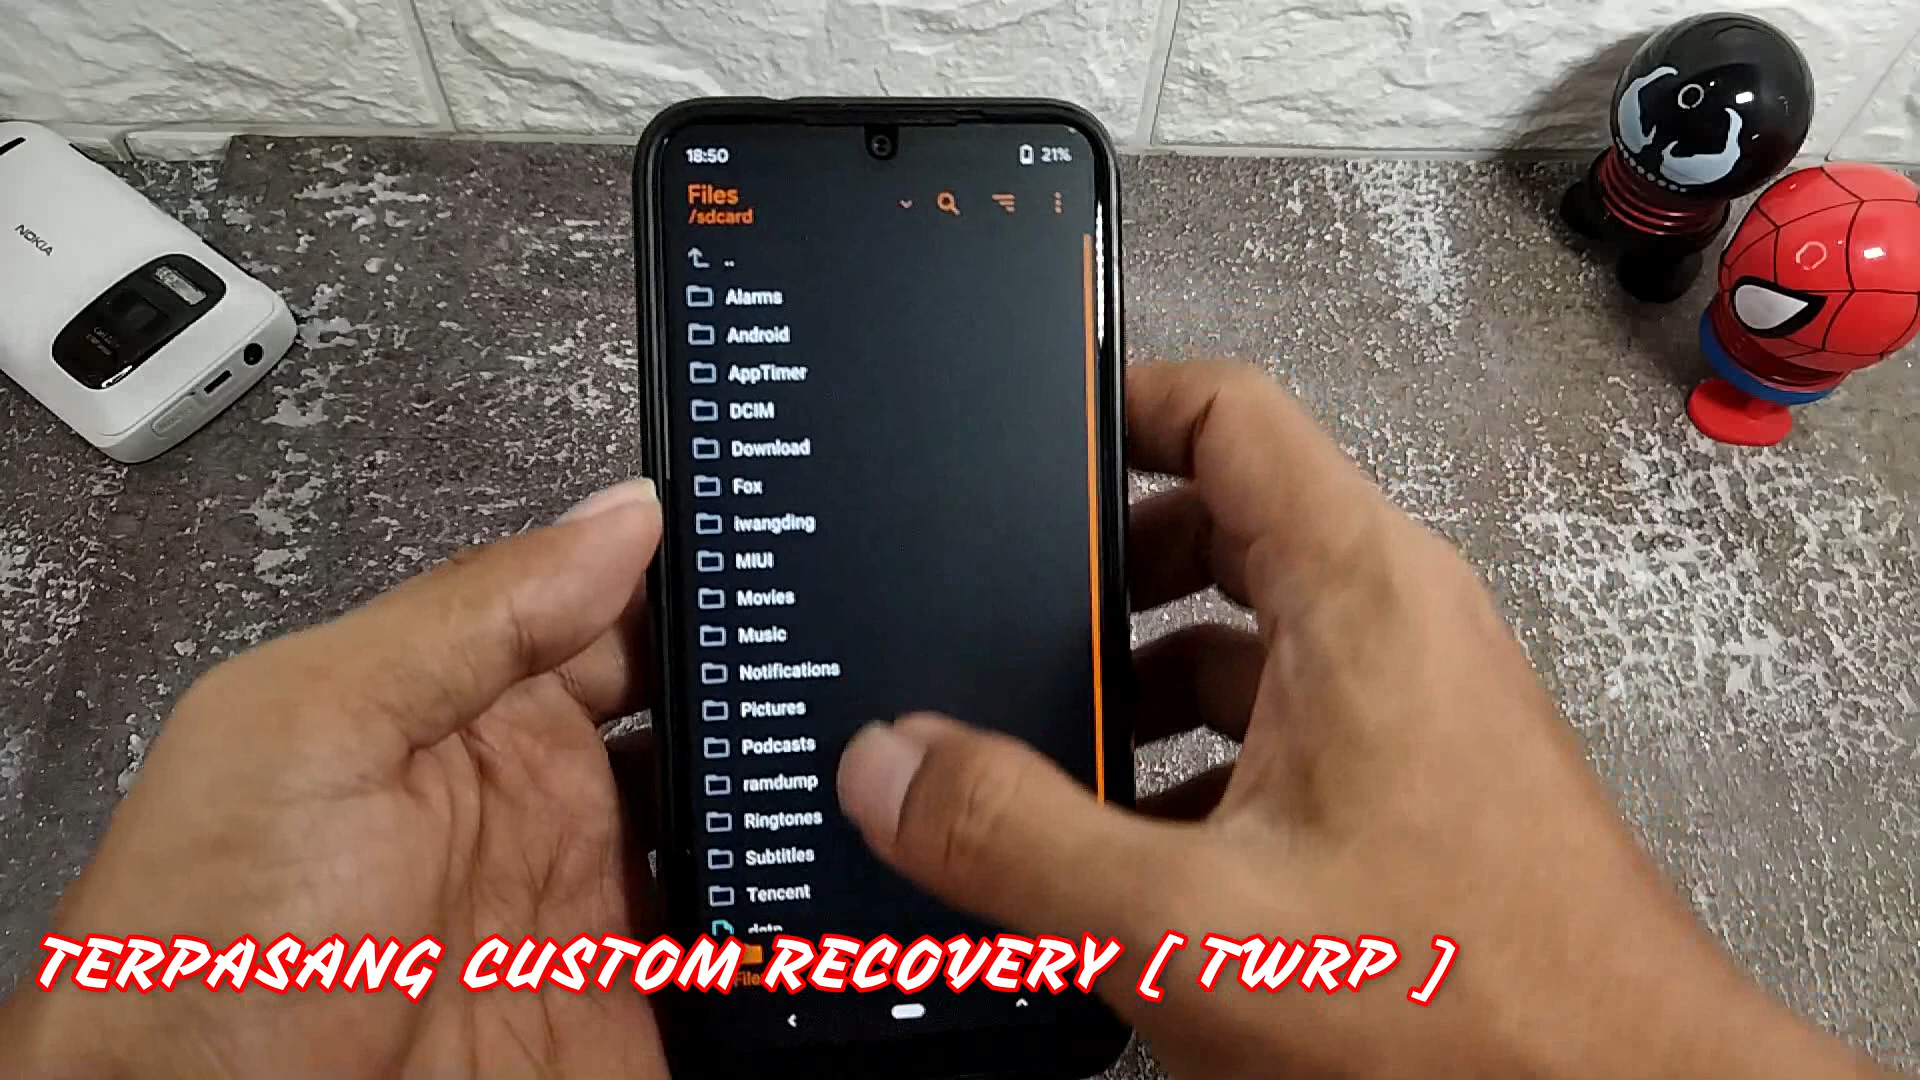 NOKIA
18:50
21%
Files
/sdcard
..
Alarms
Android
AppTimer
DCIM
Download
Fox
iwangding
MIUI
Movies
Music
Notifications
Pictures
Podcasts
ramdump
Ringtones
Subtitles
Tencent
TERPASANG CUSTOM RECOVERY [ TWRP ]